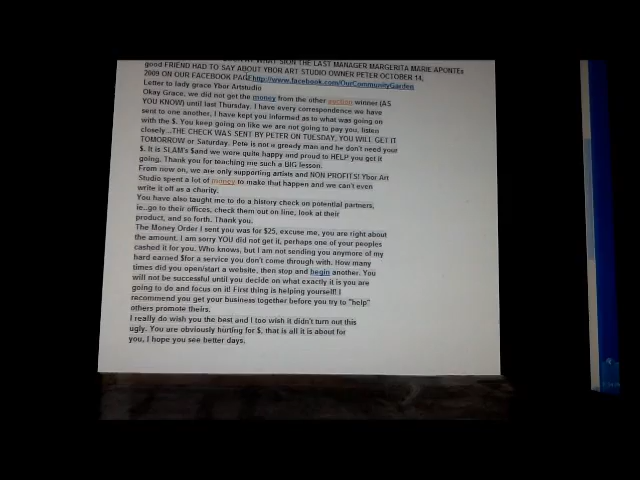 WHAT SION THE LAST MANAGER MARGERITA MARIE APONTEs
good FRIEND HAD TO SAY ABOUT YBOR ART STUDIO OWNER PETER OCTOBER 14,
2009 ON OUR FACEBOOK PAGEhttp://www.facebook.com/OurCommunityGarden
Letter to lady grace Ybor Artstudio
Okay Grace, we did not get the money from the other auction winner (AS
YOU KNOW) until last Thursday. I have every correspondence we have
sent to one another, I have kept you informed as to what was going on
with the $. You keep going on like we are not going to pay you, listen
closely ..THE CHECK WAS SENT BY PETER ON TUESDAY, YOU WILL GET IT
TOMORROW or Saturday. Pete is not a greedy man and he don't need your
$. It is SLAM's $and we were quite happy and proud to HELP you get it
going. Thank you for teaching me such a BIG lesson.
From now on, we are only supporting artists and NON PROFITS! Ybor Art
Studio spent a lot of money to make that happen and we can't even
write it off as a charity.
You have also taught me to do a history check on potential partners,
ie..go to their offices, check them out on line, look at their
product, and so forth. Thank you.
The Money Order I sent you was for $25, excuse me, you are right about
the amount. I am sorry YOU did not get it, perhaps one of your peoples
cashed it for you. Who knows, but I am not sending you anymore of my
hard earned $for a service you don't come through with. How many
times did you open/start a website, then stop and begin another. You
will not be successful until you decide on what exactly it is you are
going to do and focus on it! First thing is helping yourself! I
recommend you get your business together before you try to "help"
others promote theirs.
I really do wish you the best and I too wish it didn't turn out this
ugly. You are obviously hurting for $, that is all it is about for
you, I hope you see better days.